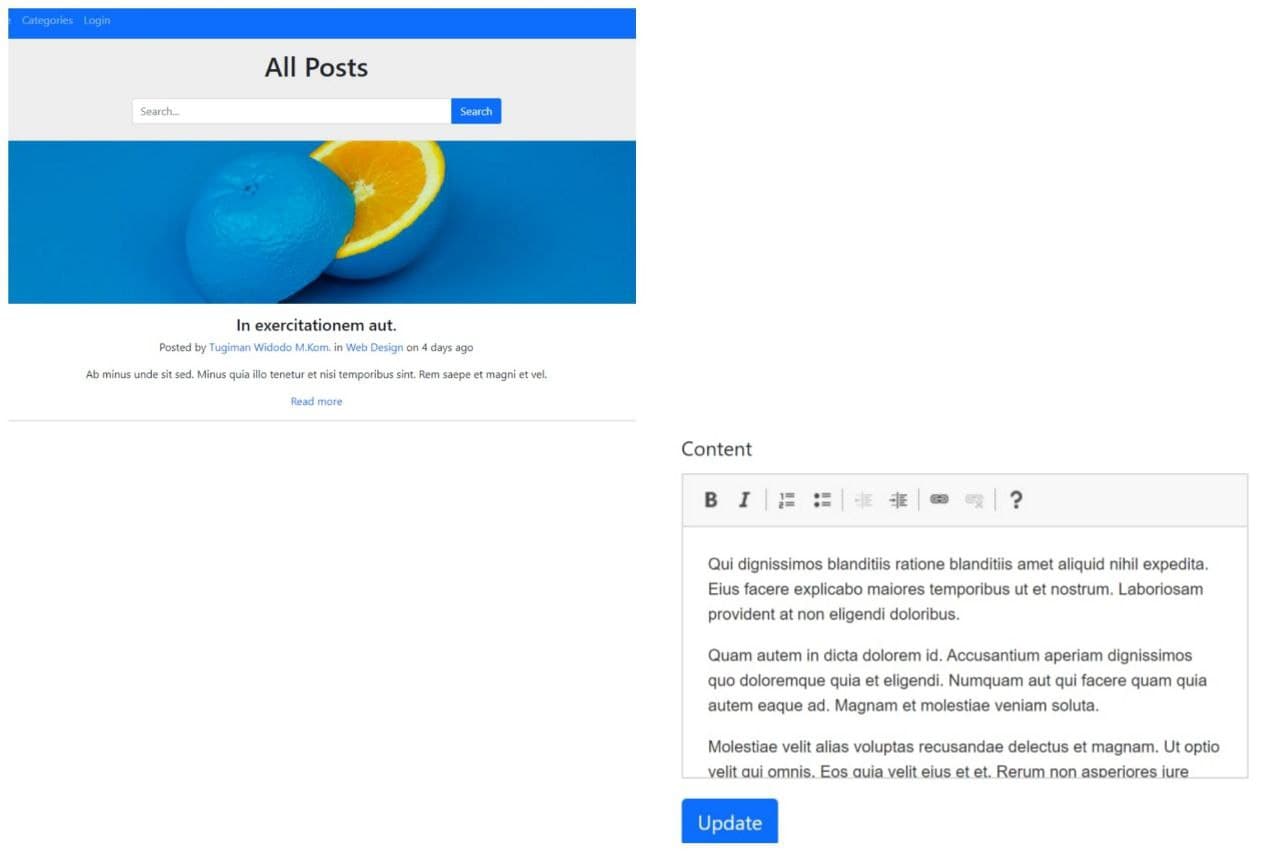 Categories Login
All Posts
Search... Search
In exercitationem aut.
Posted by Tugiman Widodo M.Kom. in Web Design on 4 days ago
Ab minus unde sit sed. Minus quia illo tenetur et nisi temporibus sint. Rem saepe et magni et vel.
Read more
Content
B I ?
Qui dignissimos blanditiis ratione blanditiis amet aliquid nihil expedita.
Eius facere explicabo maiores temporibus ut et nostrum. Laboriosam
provident at non eligendi doloribus.
Quam autem in dicta dolorem id. Accusantium aperiam dignissimos
quo doloremque quia et eligendi. Numquam aut qui facere quam quia
autem eaque ad. Magnam et molestiae veniam soluta.
Molestiae velit alias voluptas recusandae delectus et magnam. Ut optio
velit qui omnis. Eos quia velit eius et et. Rerum non asperiores iure
Update